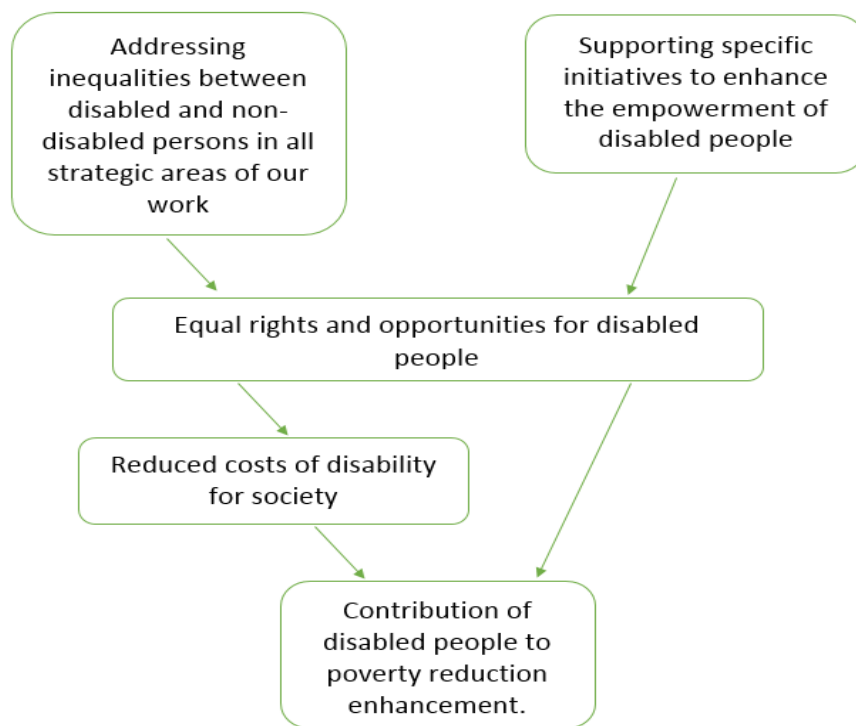 Addressing
inequalities between
disabled and non-
disabled persons in all
strategic areas of our
work
Supporting specific
initiatives to enhance
the empowerment of
disabled people
Equal rights and opportunities for disabled
people
Reduced costs of disability
for society
Contribution of
disabled people to
poverty reduction
enhancement.